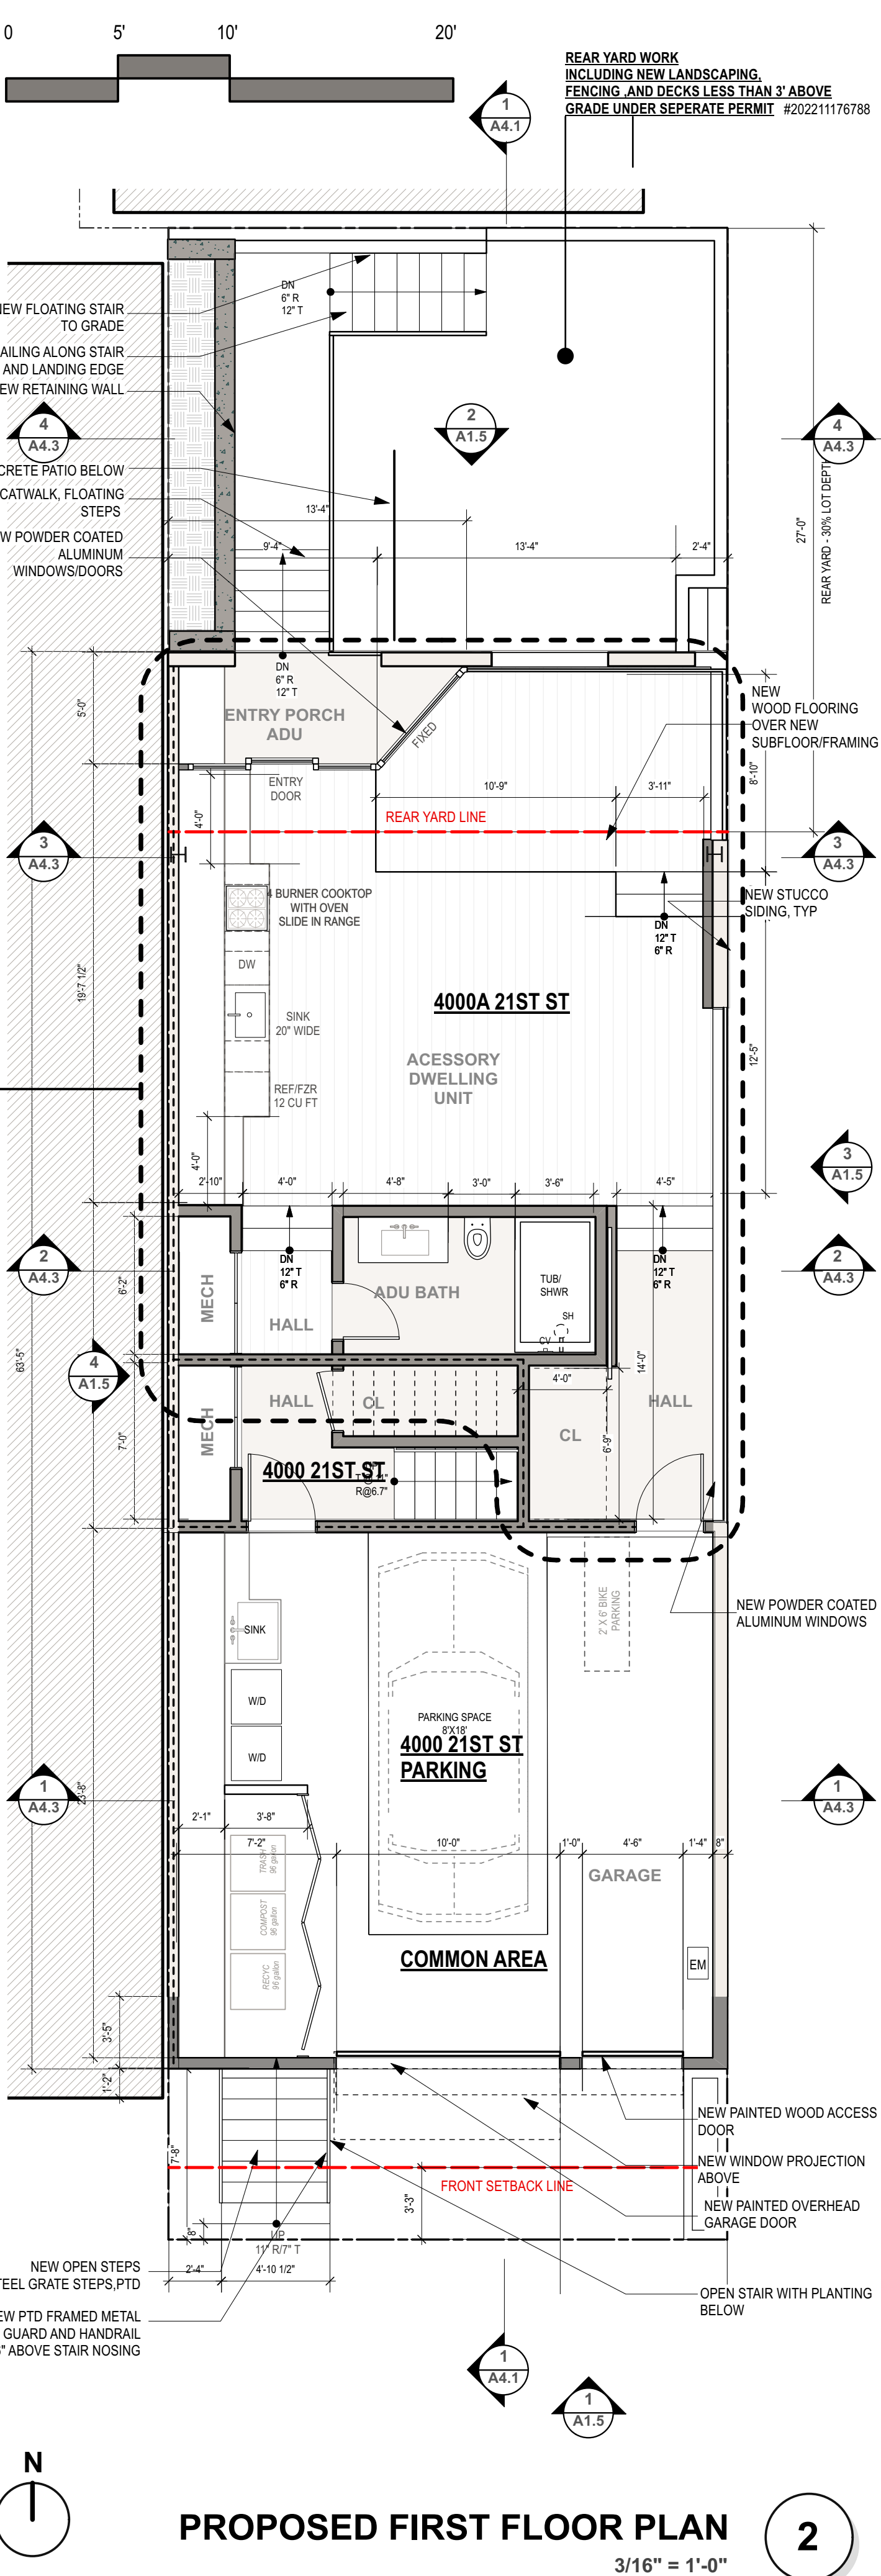 0 5' 10' 20'
REAR YARD WORK
INCLUDING NEW LANDSCAPING,
FENCING ,AND DECKS LESS THAN 3' ABOVE
GRADE UNDER SEPERATE PERMIT #202211176788
1
A4.1
NEW FLOATING STAIR
TO GRADE
DN
6" R
12" T
AILING ALONG STAIR
AND LANDING EDGE
EW RETAINING WALL
4
A4.3
2
A1.5
4
A4.3
CRETE PATIO BELOW
CATWALK, FLOATING
STEPS
13'-4"
27'-0"
REAR YARD - 30% LOT DEPTH
W POWDER COATED
ALUMINUM
WINDOWS/DOORS
9'-4"
13'-4"
2'-4"
DN
6" R
12" T
5'-0"
ENTRY PORCH
ADU
FIXED
NEW
WOOD FLOORING
OVER NEW
SUBFLOOR/FRAMING
8'-10"
ENTRY
DOOR
10'-9"
3'-11"
4'-0"
REAR YARD LINE
3
A4.3
3
A4.3
4 BURNER COOKTOP
WITH OVEN
SLIDE IN RANGE
NEW STUCCO
SIDING, TYP
DN
12" T
6" R
DW
19'-7 1/2"
4000A 21ST ST
SINK
20" WIDE
12'-5"
ACESSORY
DWELLING
UNIT
REF/FZR
12 CU FT
4'-0"
3
A1.5
2'-10"
4'-0"
4'-8"
3'-0"
3'-6"
4'-5"
2
A4.3
2
A4.3
DN
12" T
6" R
DN
12" T
6" R
6'-2"
MECH
HALL
ADU BATH
TUB/
SHWR
SH
CV
63'-5"
4
A1.5
14'-0"
4'-0"
HALL
CL
HALL
7'-0"
MECH
CL
6'-9"
4000 21ST ST
R@6.7"
2' X 6' BIKE
PARKING
NEW POWDER COATED
ALUMINUM WINDOWS
SINK
W/D
W/D
PARKING SPACE
8'X18'
4000 21ST ST
PARKING
1
A4.3
1
A4.3
23'-8"
2'-1"
3'-8"
7'-2"
10'-0"
1'-0"
4'-6"
1'-4"
8"
TRASH
96 gallon
GARAGE
COMPOST
96 gallon
COMMON AREA
EM
RECYC
96 gallon
3'-5"
1'-2"
NEW PAINTED WOOD ACCESS
DOOR
7'-8"
NEW WINDOW PROJECTION
ABOVE
FRONT SETBACK LINE
3'-3"
NEW PAINTED OVERHEAD
GARAGE DOOR
8"
UP
11" R/7" T
NEW OPEN STEPS
TEEL GRATE STEPS,PTD
2'-4"
4'-10 1/2"
OPEN STAIR WITH PLANTING
BELOW
EW PTD FRAMED METAL
GUARD AND HANDRAIL
" ABOVE STAIR NOSING
1
A4.1
1
A1.5
N
PROPOSED FIRST FLOOR PLAN
2
3/16" = 1'-0"